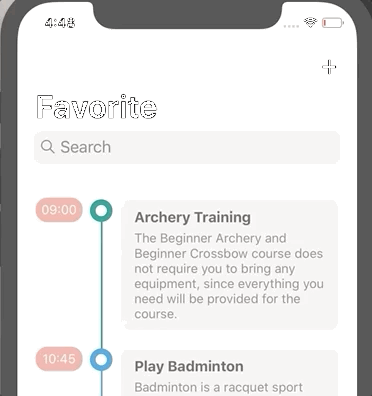 4:48
Favorite
Search
09:00
Archery Training
The Beginner Archery and
Beginner Crossbow course does
not require you to bring any
equipment, since everything you
need will be provided for the
course.
10:45
Play Badminton
Badminton is a racquet sport